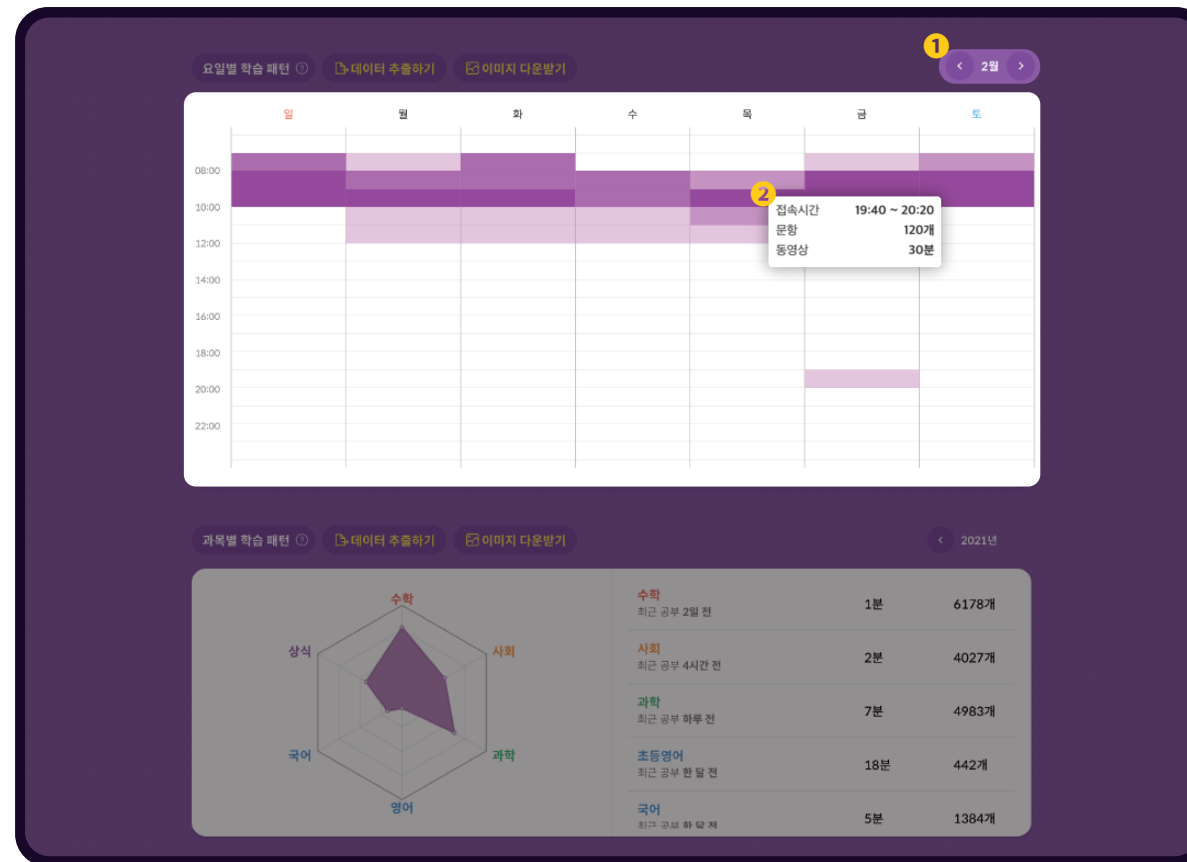 1
요일별 학습 패턴 ? 데이터 추출하기 이미지 다운받기 < 2월 >
일 월 화 수 목 금 토
08:00
10:00
12:00
14:00
16:00
18:00
20:00
22:00
2
접속시간 19:40 ~ 20:20
문항 120개
동영상 30분
과목별 학습 패턴 ? 데이터 추출하기 이미지 다운받기 < 2021년
수학
사회
과학
영어
국어
상식
수학 1분 6178개
최근 공부 2일 전
사회 2분 4027개
최근 공부 4시간 전
과학 7분 4983개
최근 공부 하루 전
초등영어 18분 442개
최근 공부 한 달 전
국어 5분 1384개
최근 공부 한 달 전